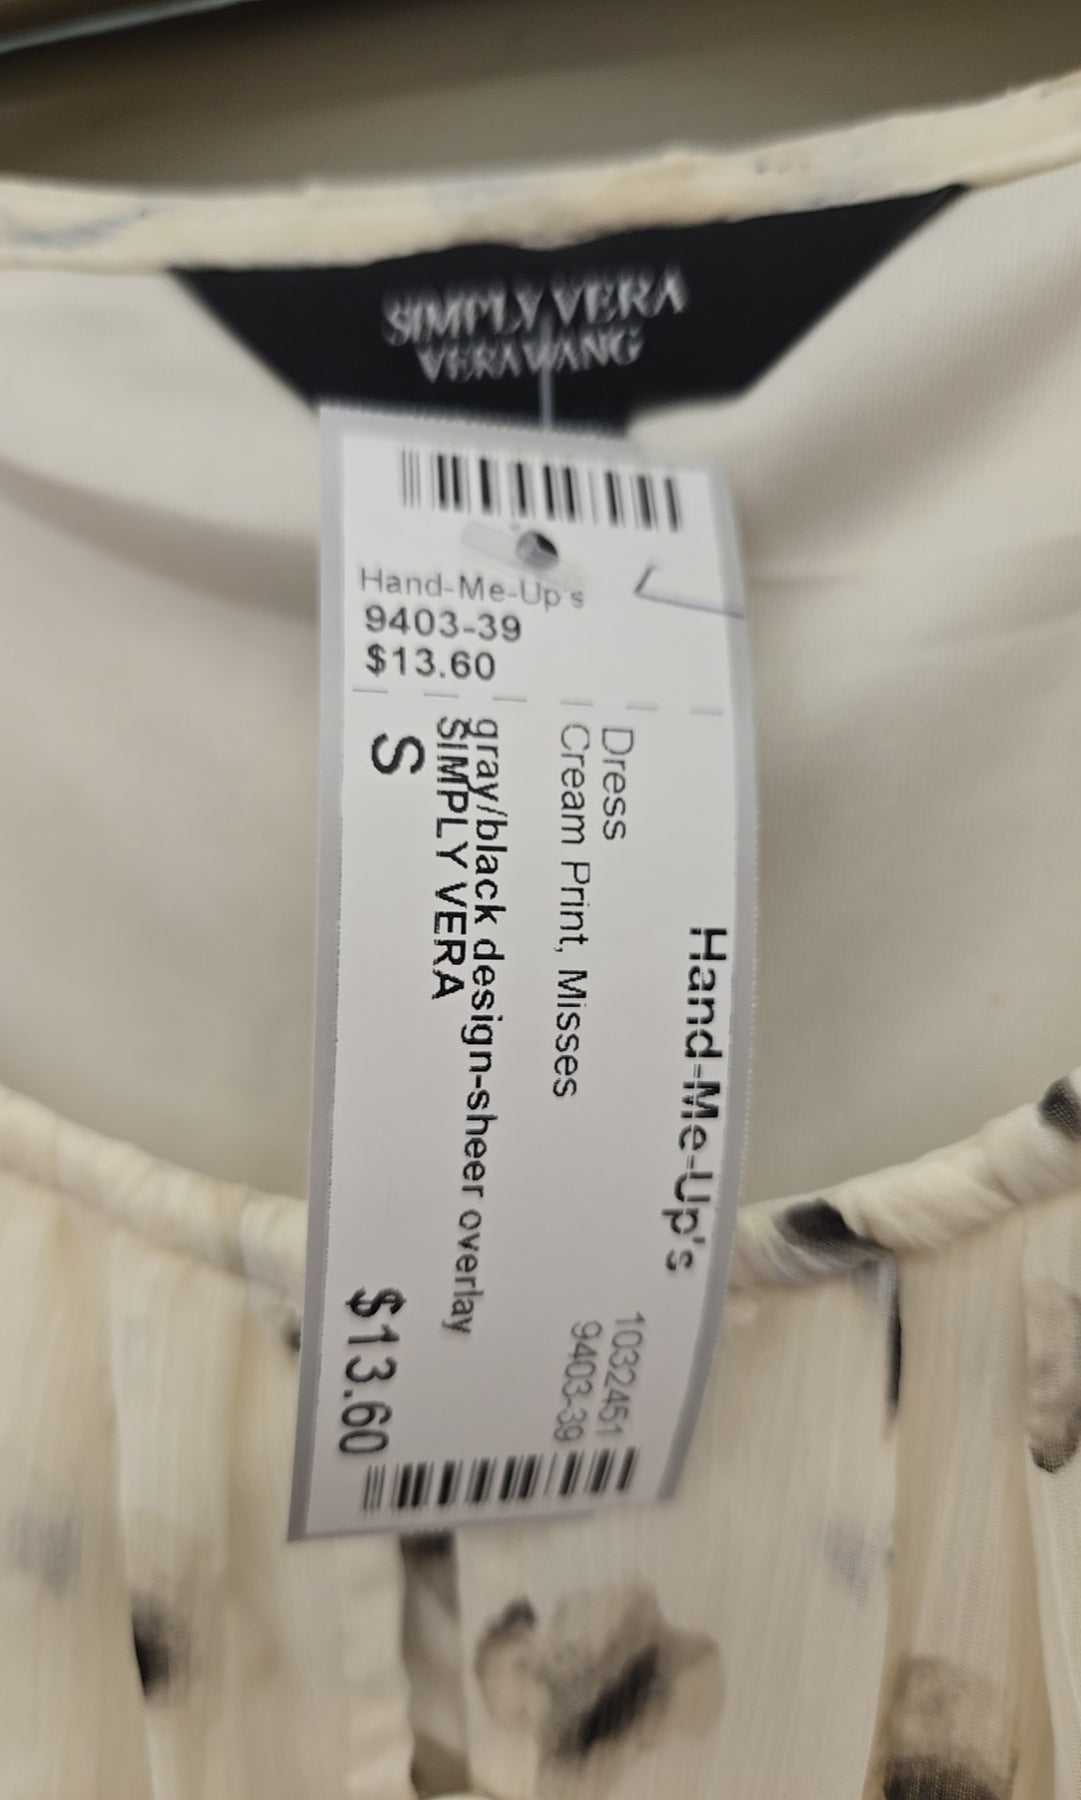 SIMPLY VERA
VERA WANG
Hand-Me-Up's
9403-39
$13.60
Hand-Me-Up's
Dress 1032451
Cream Print, Misses 9403-39
gray/black design-sheer overlay
SIMPLY VERA
S $13.60